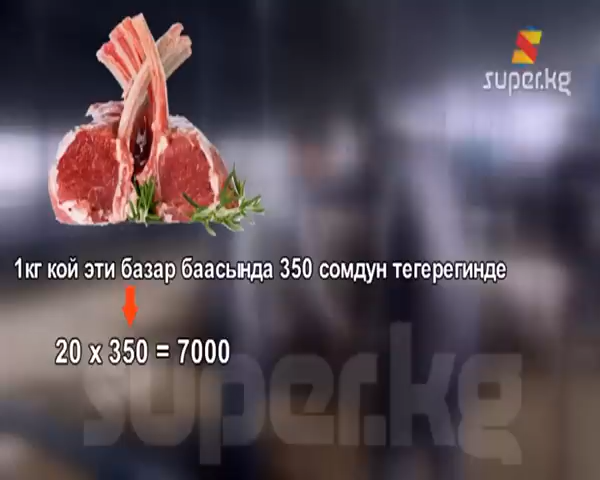 super.kg
1кг кой эти базар баасында 350 сомдун тегерегинде
20 x 350 = 7000
super.kg